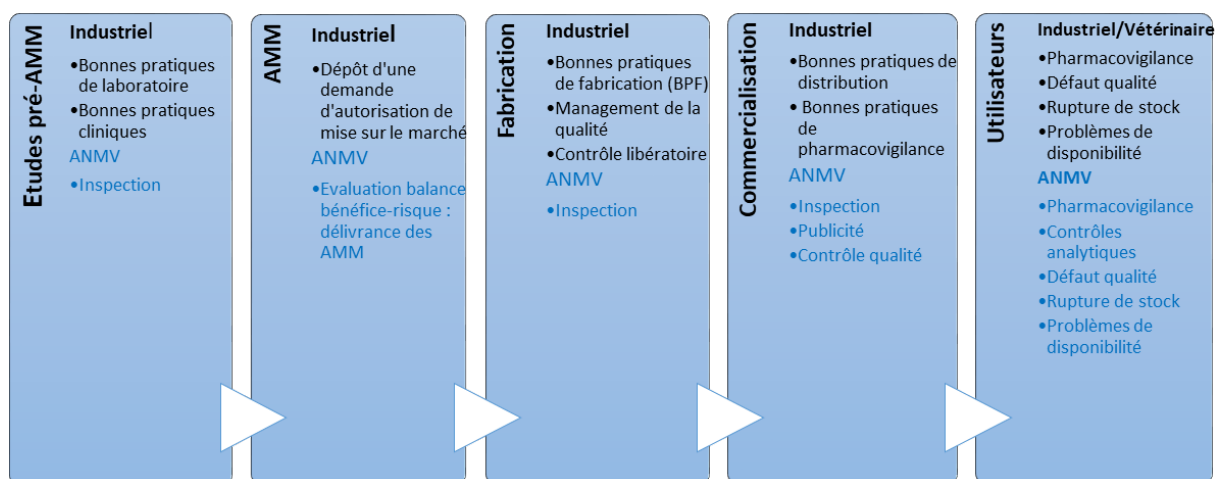 Etudes pré-AMM
Industriel
•Bonnes pratiques
de laboratoire
•Bonnes pratiques
cliniques
ANMV
•Inspection
AMM
Industriel
•Dépôt d'une
demande
d'autorisation de
mise sur le marché
ANMV
•Evaluation balance
bénéfice-risque :
délivrance des
AMM
Fabrication
Industriel
•Bonnes pratiques
de fabrication (BPF)
•Management de la
qualité
•Contrôle libératoire
ANMV
•Inspection
Commercialisation
Industriel
•Bonnes pratiques de
distribution
• Bonnes pratiques
de
pharmacovigilance
ANMV
•Inspection
•Publicité
•Contrôle qualité
Utilisateurs
Industriel/Vétérinaire
•Pharmacovigilance
•Défaut qualité
•Rupture de stock
•Problèmes de
disponibilité
ANMV
•Pharmacovigilance
•Contrôles
analytiques
•Défaut qualité
•Rupture de stock
•Problèmes de
disponibilité